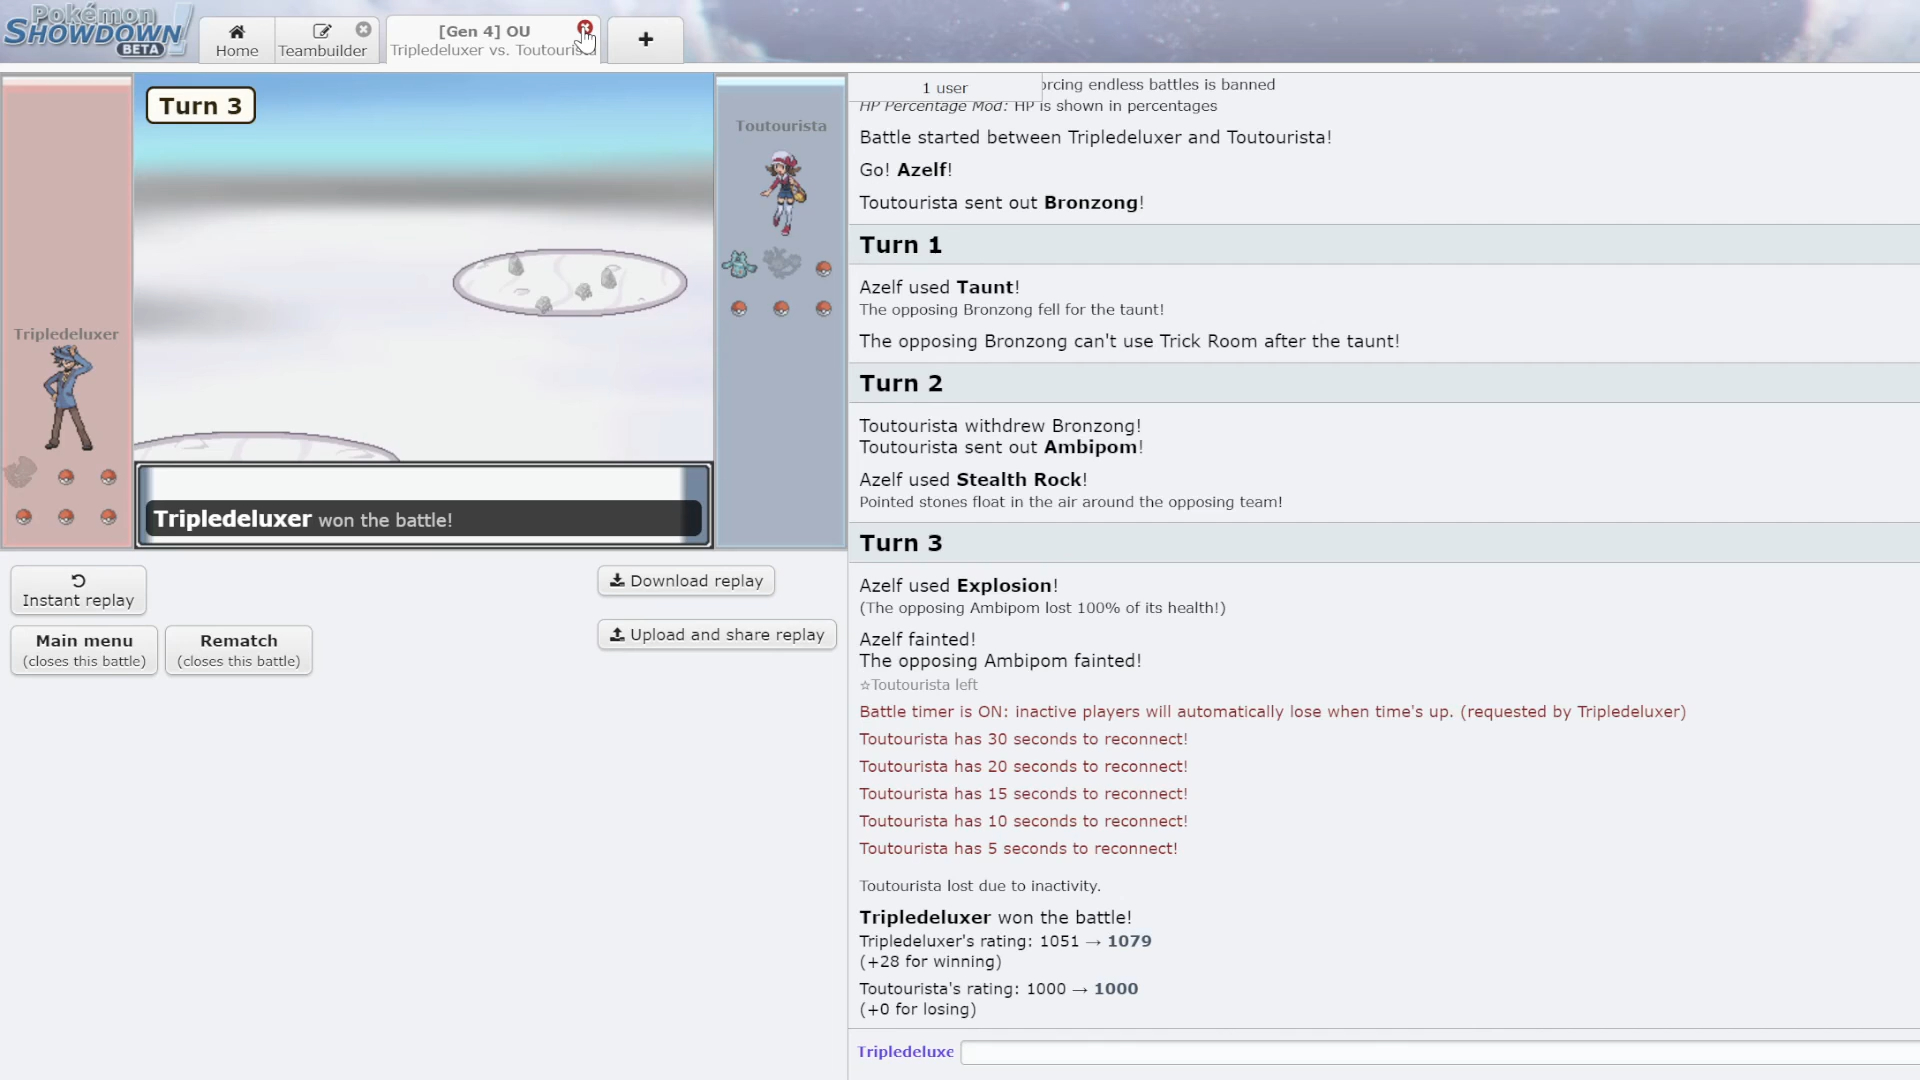 Pokémon
SHOWDOWN
BETA
Home
Teambuilder
[Gen 4] OU
Tripledeluxer vs. Toutourista
+
Turn 3
Toutourista
Tripledeluxer
Tripledeluxer won the battle!
Instant replay
Download replay
Upload and share replay
Main menu
(closes this battle)
Rematch
(closes this battle)
1 user
orcing endless battles is banned
HP Percentage Mod: HP is shown in percentages
Battle started between Tripledeluxer and Toutourista!
Go! Azelf!
Toutourista sent out Bronzong!
Turn 1
Azelf used Taunt!
The opposing Bronzong fell for the taunt!
The opposing Bronzong can't use Trick Room after the taunt!
Turn 2
Toutourista withdrew Bronzong!
Toutourista sent out Ambipom!
Azelf used Stealth Rock!
Pointed stones float in the air around the opposing team!
Turn 3
Azelf used Explosion!
(The opposing Ambipom lost 100% of its health!)
Azelf fainted!
The opposing Ambipom fainted!
☆Toutourista left
Battle timer is ON: inactive players will automatically lose when time's up. (requested by Tripledeluxer)
Toutourista has 30 seconds to reconnect!
Toutourista has 20 seconds to reconnect!
Toutourista has 15 seconds to reconnect!
Toutourista has 10 seconds to reconnect!
Toutourista has 5 seconds to reconnect!
Toutourista lost due to inactivity.
Tripledeluxer won the battle!
Tripledeluxer's rating: 1051 → 1079
(+28 for winning)
Toutourista's rating: 1000 → 1000
(+0 for losing)
Tripledeluxe